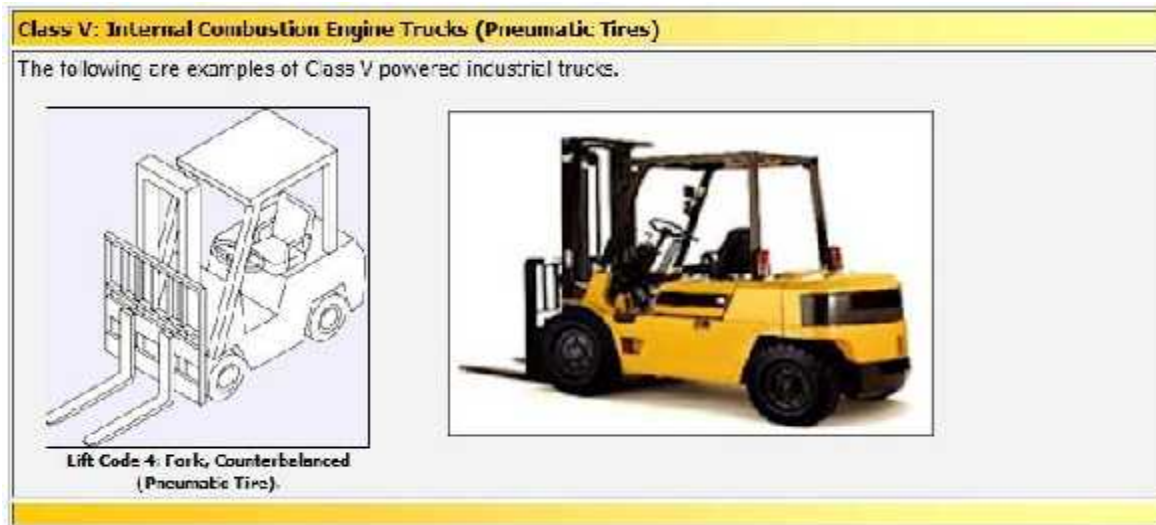 Class V: Internal Combustion Engine Trucks (Pneumatic Tires)
The following are examples of Class V powered industrial trucks.
Lift Code 4: Fork, Counterbalanced
(Pneumatic Tire).